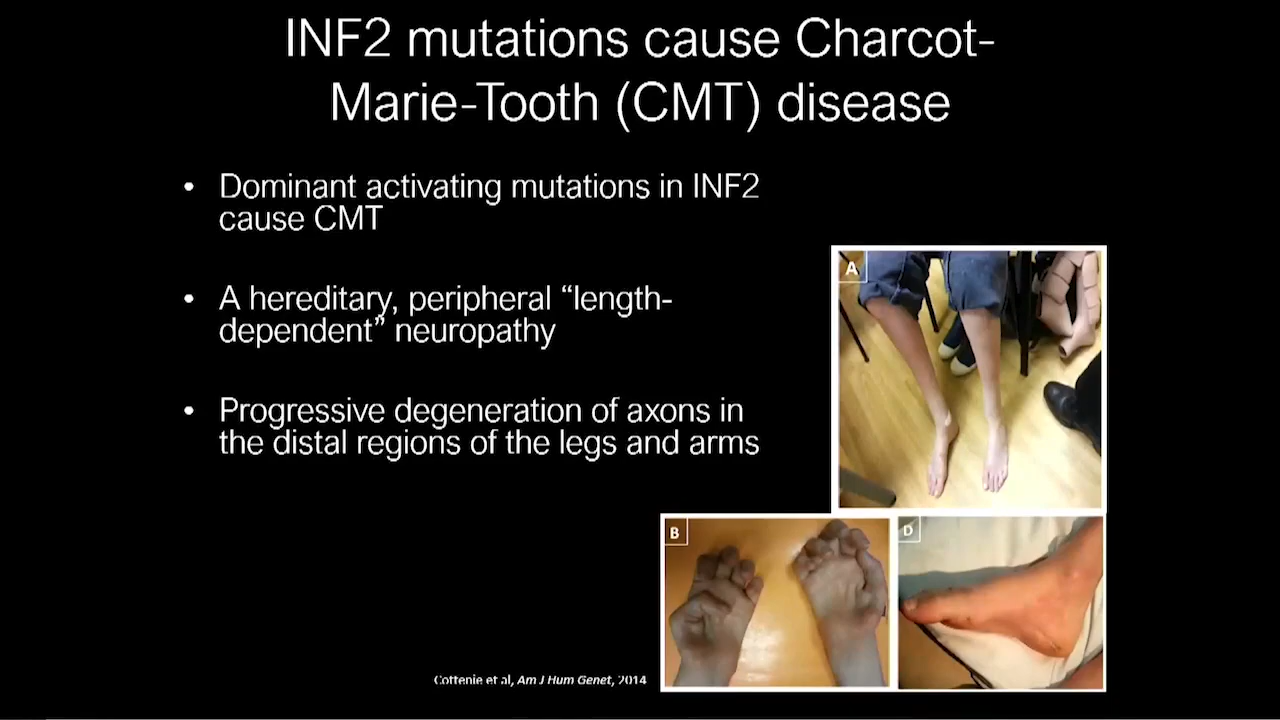 INF2 mutations cause Charcot-
Marie-Tooth (CMT) disease
• Dominant activating mutations in INF2
cause CMT
• A hereditary, peripheral “length-
dependent” neuropathy
• Progressive degeneration of axons in
the distal regions of the legs and arms
A
B
D
Cottenie et al, Am J Hum Genet, 2014